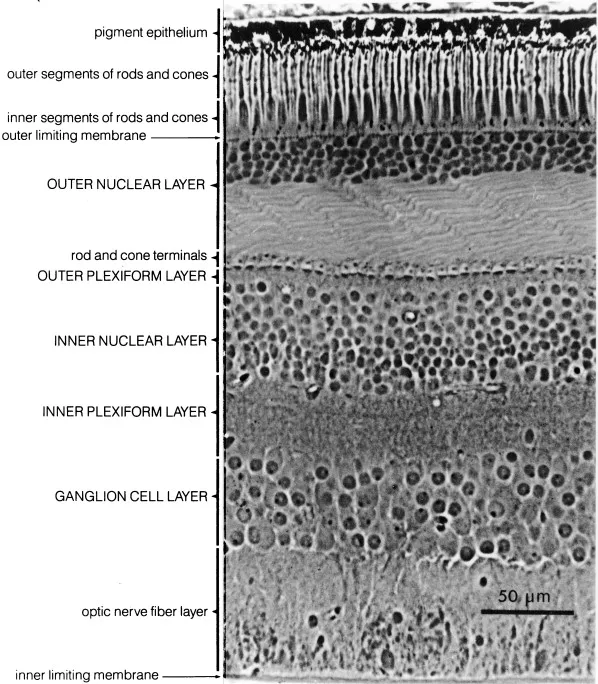 pigment epithelium
outer segments of rods and cones
inner segments of rods and cones
outer limiting membrane
OUTER NUCLEAR LAYER
rod and cone terminals
OUTER PLEXIFORM LAYER
INNER NUCLEAR LAYER
INNER PLEXIFORM LAYER
GANGLION CELL LAYER
50 µm
optic nerve fiber layer
inner limiting membrane